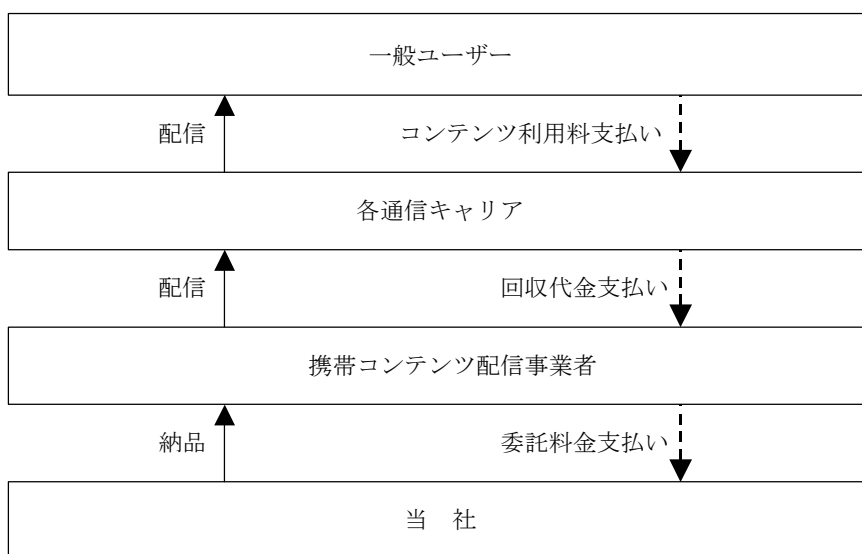 一般ユーザー
配信
コンテンツ利用料支払い
各通信キャリア
配信
回収代金支払い
携帯コンテンツ配信事業者
納品
委託料金支払い
当　社